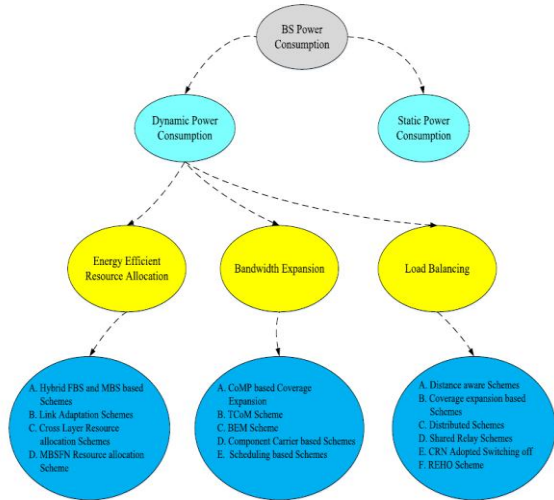 BS Power
Consumption
Dynamic Power
Consumption
Static Power
Consumption
Energy Efficient
Resource Allocation
Bandwidth Expansion
Load Balancing
A. Hybrid FBS and MBS based
Schemes
B. Link Adaptation Schemes
C. Cross Layer Resource
allocation Schemes
D. MBSFN Resource allocation
Scheme
A. CoMP based Coverage
Expansion
B. TCoM Scheme
C. BEM Scheme
D. Component Carrier based Schemes
E. Scheduling based Schemes
A. Distance aware Schemes
B. Coverage expansion based
Schemes
C. Distributed Schemes
D. Shared Relay Schemes
E. CRN Adopted Switching off
F. REHO Scheme